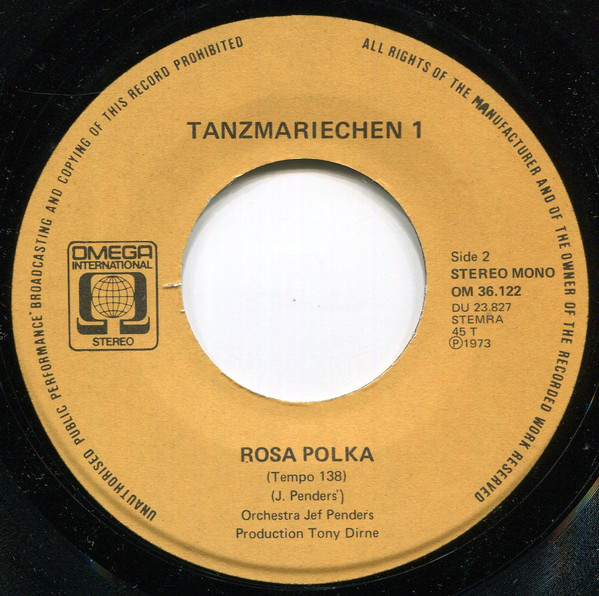 UNAUTHORISED PUBLIC PERFORMANCE BROADCASTING AND COPYING OF THIS RECORD PROHIBITED
ALL RIGHTS OF THE MANUFACTURER AND OF THE OWNER OF THE RECORDED WORK RESERVED
TANZMARIECHEN 1
OMEGA
INTERNATIONAL
STEREO
Side 2
STEREO MONO
OM 36.122
DU 23.827
STEMRA
45 T
Ⓟ1973
ROSA POLKA
(Tempo 138)
(J. Penders')
Orchestra Jef Penders
Production Tony Dirne